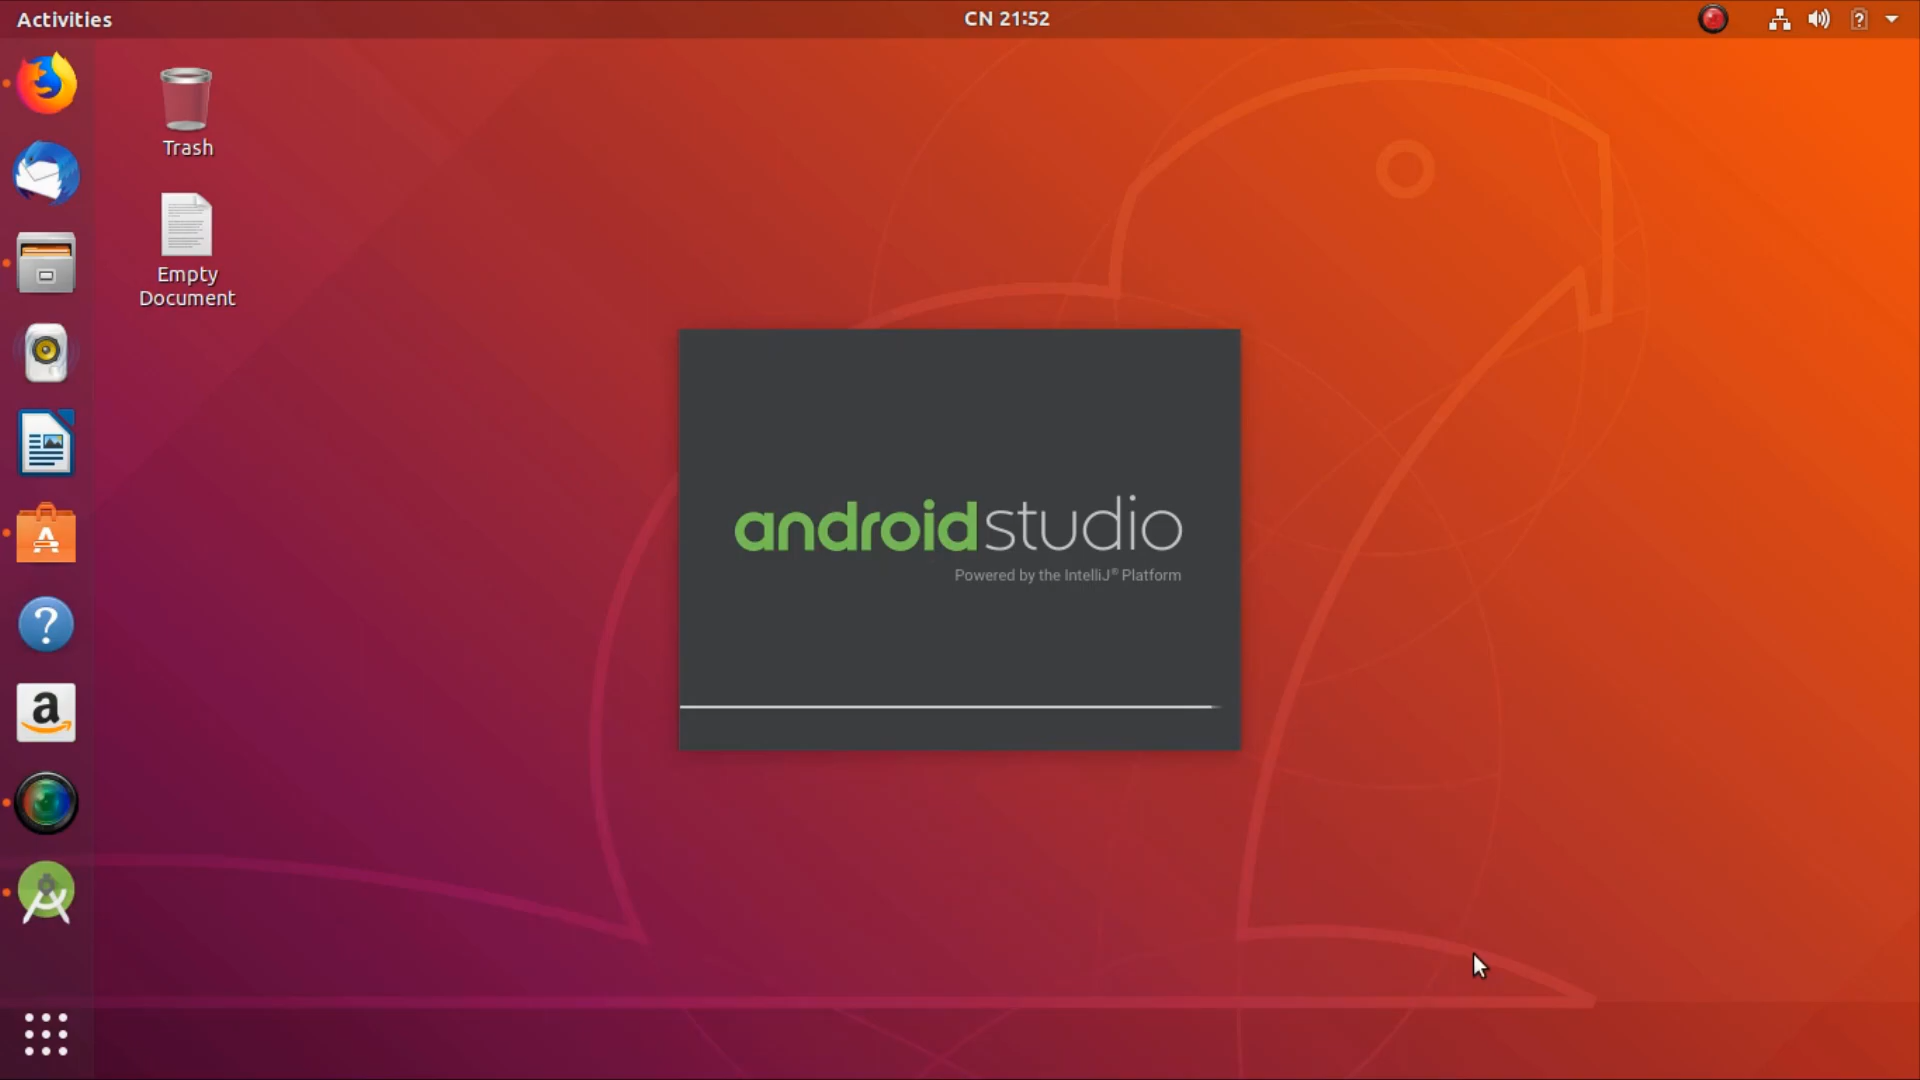 Activities
CN 21:52
Trash
Empty
Document
androidstudio
Powered by the IntelliJ® Platform